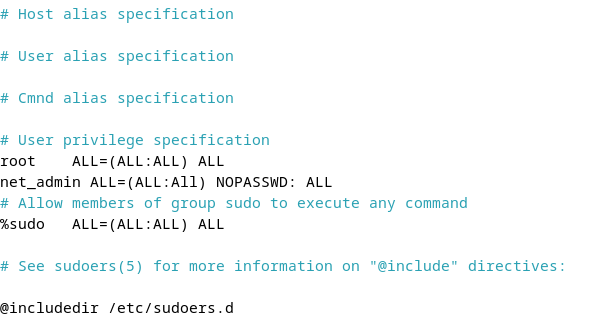 # Host alias specification
# User alias specification
# Cmnd alias specification
# User privilege specification
root    ALL=(ALL:ALL) ALL
net_admin ALL=(ALL:All) NOPASSWD: ALL
# Allow members of group sudo to execute any command
%sudo   ALL=(ALL:ALL) ALL
# See sudoers(5) for more information on "@include" directives:
@includedir /etc/sudoers.d